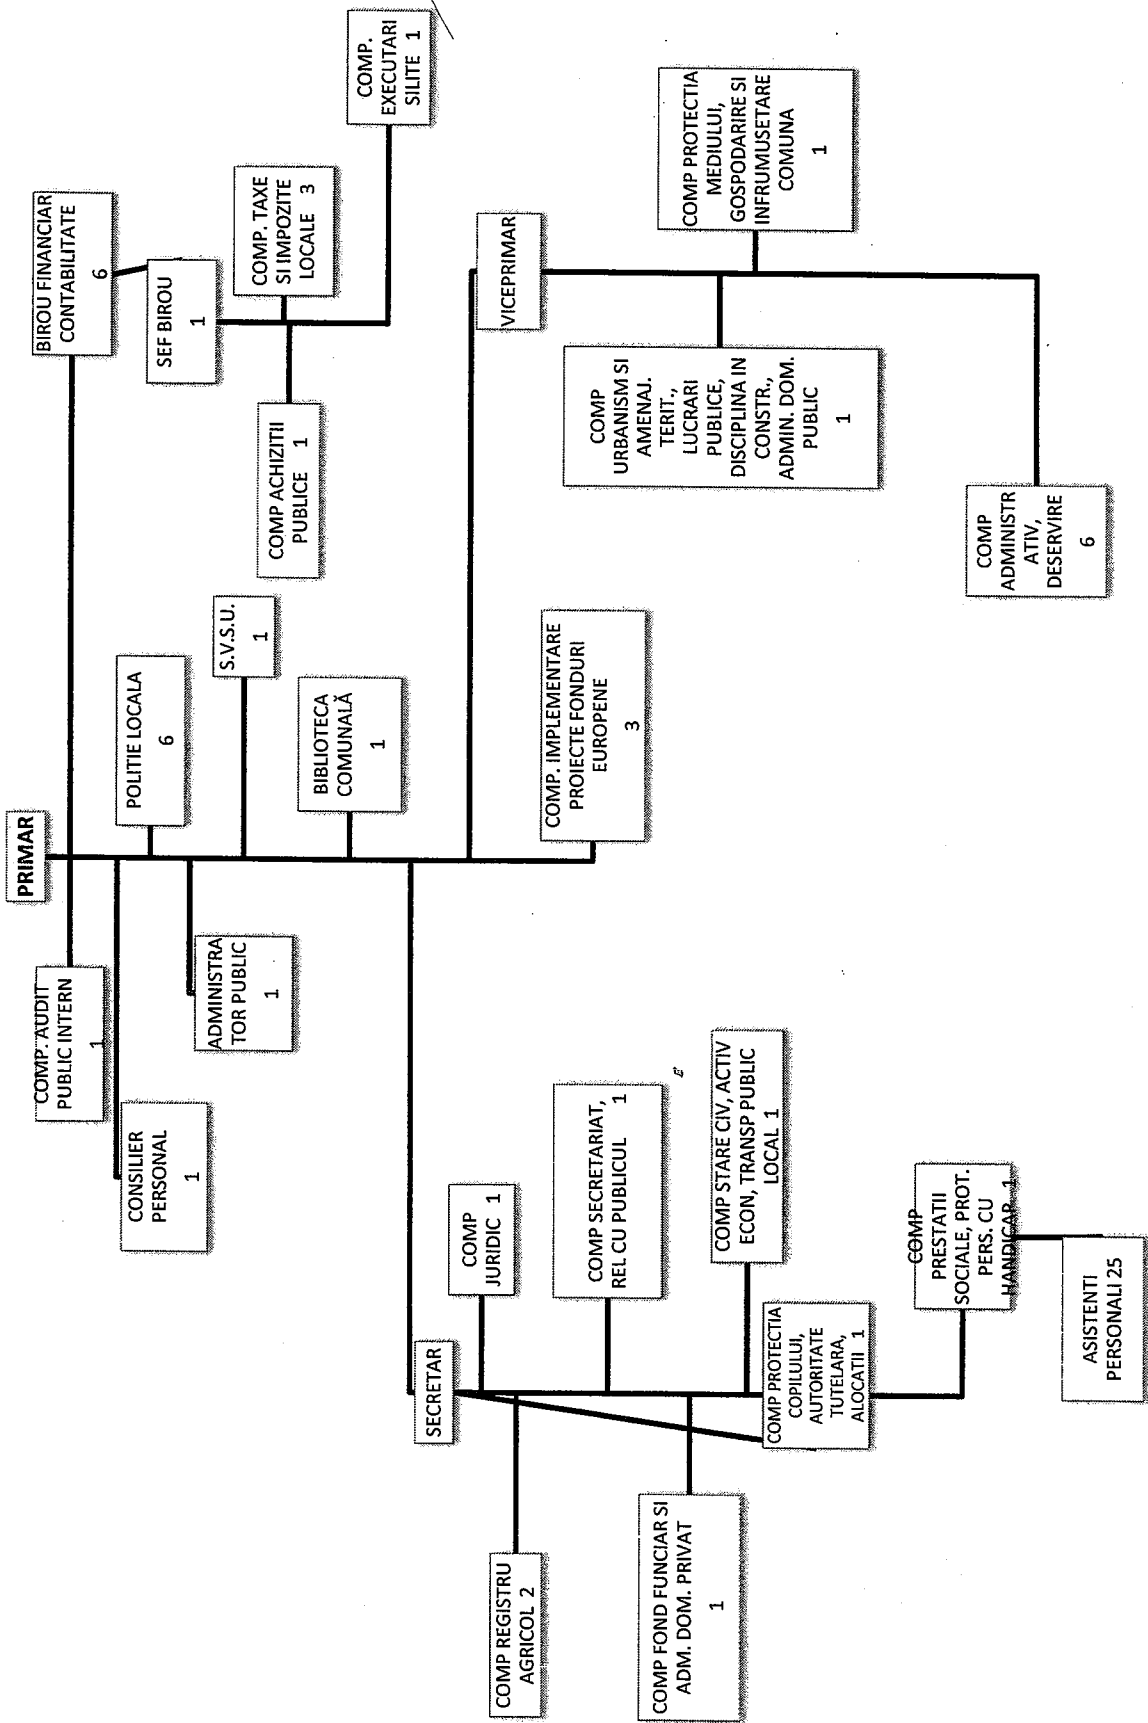 PRIMAR
COMP. AUDIT
PUBLIC INTERN
1
BIROU FINANCIAR
CONTABILITATE
6
CONSILIER
PERSONAL
1
POLITIE LOCALA
6
SEF BIROU
1
ADMINISTRA
TOR PUBLIC
1
S.V.S.U.
1
COMP. TAXE
SI IMPOZITE
LOCALE 3
COMP ACHIZITII
PUBLICE 1
COMP.
EXECUTARI
SILITE 1
BIBLIOTECA
COMUNALĂ
1
SECRETAR
VICEPRIMAR
COMP
JURIDIC 1
COMP REGISTRU
AGRICOL 2
COMP. IMPLEMENTARE
PROIECTE FONDURI
EUROPENE
3
COMP SECRETARIAT,
REL CU PUBLICUL 1
COMP
URBANISM SI
AMENAJ.
TERIT.,
LUCRARI
PUBLICE,
DISCIPLINA IN
CONSTR.,
ADMIN. DOM.
PUBLIC
1
COMP PROTECTIA
MEDIULUI,
GOSPODARIRE SI
INFRUMUSETARE
COMUNA
1
COMP FOND FUNCIAR SI
ADM. DOM. PRIVAT
1
COMP STARE CIV, ACTIV
ECON, TRANSP PUBLIC
LOCAL 1
COMP PROTECTIA
COPILULUI,
AUTORITATE
TUTELARA,
ALOCATII 1
COMP
PRESTATII
SOCIALE, PROT.
PERS. CU
HANDICAP 1
COMP
ADMINISTR
ATIV,
DESERVIRE
6
ASISTENTI
PERSONALI 25